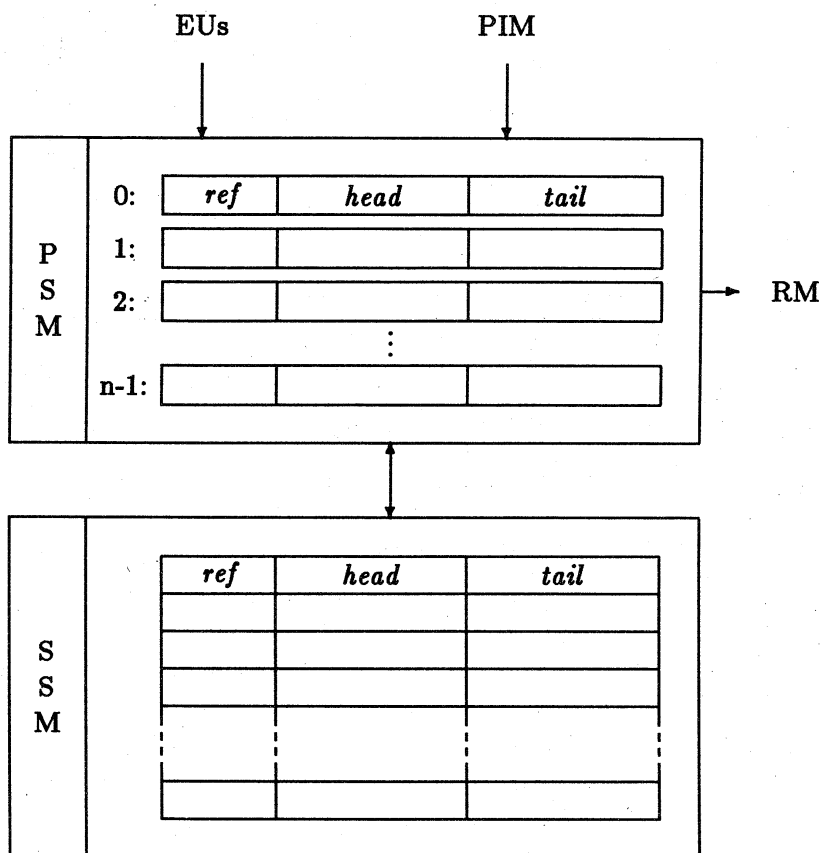 EUs PIM
0: ref head tail
1:
2:
⋮
n-1:
P
S
M
RM
ref head tail
S
S
M